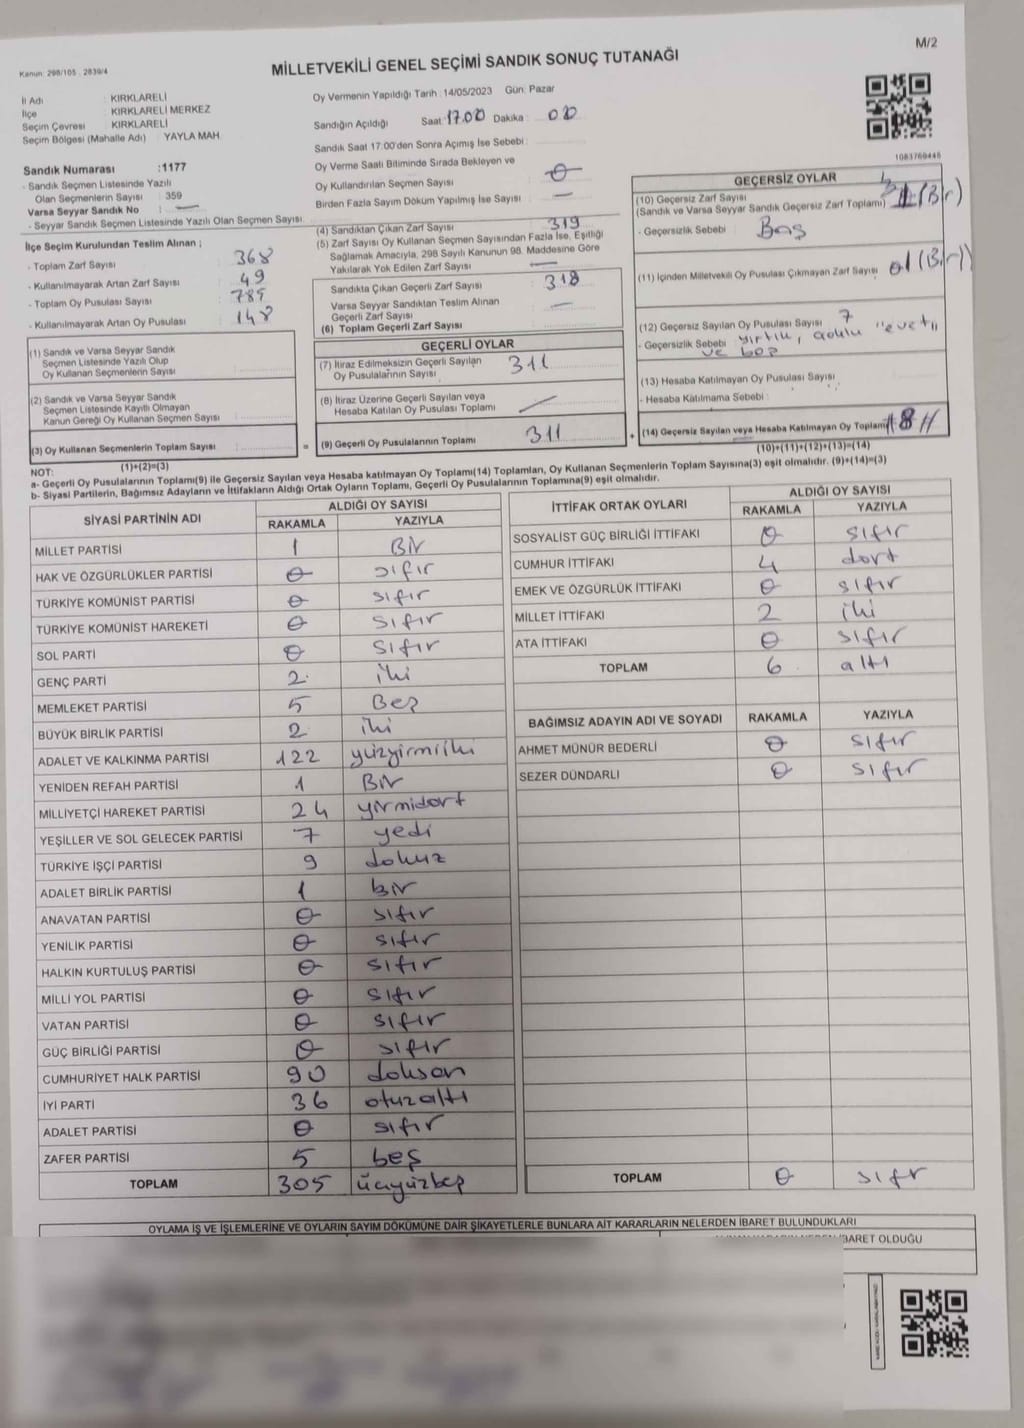 M/2
Kanun: 298/105 . 2839/4
MİLLETVEKİLİ GENEL SEÇİMİ SANDIK SONUÇ TUTANAĞI
İl Adı : KIRKLARELİ
İlçe : KIRKLARELİ MERKEZ
Seçim Çevresi : KIRKLARELİ
Seçim Bölgesi (Mahalle Adı) : YAYLA MAH.
Sandık Numarası :1177
- Sandık Seçmen Listesinde Yazılı
Olan Seçmenlerin Sayısı : 359
Varsa Seyyar Sandık No : —
- Seyyar Sandık Seçmen Listesinde Yazılı Olan Seçmen Sayısı:
İlçe Seçim Kurulundan Teslim Alınan ;
- Toplam Zarf Sayısı : 368
- Kullanılmayarak Artan Zarf Sayısı : 49
- Toplam Oy Pusulası Sayısı : 785
- Kullanılmayarak Artan Oy Pusulası : 148
Oy Vermenin Yapıldığı Tarih : 14/05/2023 Gün: Pazar
Sandığın Açıldığı Saat : 17.00 Dakika : 00
Sandık Saat 17.00'den Sonra Açımış İse Sebebi :
Oy Verme Saati Bitiminde Sırada Bekleyen ve
Oy Kullandırılan Seçmen Sayısı : 0
Birden Fazla Sayım Döküm Yapılmış İse Sayısı : —
(4) Sandıktan Çıkan Zarf Sayısı : 319
(5) Zarf Sayısı Oy Kullanan Seçmen Sayısından Fazla İse, Eşitliği
Sağlamak Amacıyla, 298 Sayılı Kanunun 98. Maddesine Göre
Yakılarak Yok Edilen Zarf Sayısı : —
Sandıkta Çıkan Geçerli Zarf Sayısı : 318
Varsa Seyyar Sandıktan Teslim Alınan
Geçerli Zarf Sayısı : —
(6) Toplam Geçerli Zarf Sayısı :
GEÇERSİZ OYLAR
(10) Geçersiz Zarf Sayısı
(Sandık ve Varsa Seyyar Sandık Geçersiz Zarf Toplamı) : 1 (Bir)
- Geçersizlik Sebebi : Boş
(11) İçinden Milletvekili Oy Pusulası Çıkmayan Zarf Sayısı : 01 (Bir)
(12) Geçersiz Sayılan Oy Pusulası Sayısı : 7
- Geçersizlik Sebebi : yırtık, "evet"
ve boş
(13) Hesaba Katılmayan Oy Pusulası Sayısı :
- Hesaba Katılmama Sebebi :
(14) Geçersiz Sayılan veya Hesaba Katılmayan Oy Toplamı : 8
(10)+(11)+(12)+(13)=(14)
(1) Sandık ve Varsa Seyyar Sandık
Seçmen Listesinde Yazılı Olup
Oy Kullanan Seçmenlerin Sayısı :
(2) Sandık ve Varsa Seyyar Sandık
Seçmen Listesinde Kayıtlı Olmayan
Kanun Gereği Oy Kullanan Seçmen Sayısı :
(3) Oy Kullanan Seçmenlerin Toplam Sayısı :
(1)+(2)=(3)
GEÇERLİ OYLAR
(7) İtiraz Edilmeksizin Geçerli Sayılan
Oy Pusulalarının Sayısı : 311
(8) İtiraz Üzerine Geçerli Sayılan veya
Hesaba Katılan Oy Pusulası Toplamı : —
(9) Geçerli Oy Pusulalarının Toplamı : 311
NOT:
a- Geçerli Oy Pusulalarının Toplamı(9) ile Geçersiz Sayılan veya Hesaba katılmayan Oy Toplamı(14) Toplamları, Oy Kullanan Seçmenlerin Toplam Sayısına(3) eşit olmalıdır. (9)+(14)=(3)
b- Siyasi Partilerin, Bağımsız Adayların ve İttifakların Aldığı Ortak Oyların Toplamı, Geçerli Oy Pusulalarının Toplamına(9) eşit olmalıdır.
SİYASİ PARTİNİN ADI ALDIĞI OY SAYISI
RAKAMLA YAZIYLA
MİLLET PARTİSİ 1 Bir
HAK VE ÖZGÜRLÜKLER PARTİSİ 0 sıfır
TÜRKİYE KOMÜNİST PARTİSİ 0 sıfır
TÜRKİYE KOMÜNİST HAREKETİ 0 sıfır
SOL PARTİ 0 sıfır
GENÇ PARTİ 2 iki
MEMLEKET PARTİSİ 5 Beş
BÜYÜK BİRLİK PARTİSİ 2 iki
ADALET VE KALKINMA PARTİSİ 122 yüzyirmiiki
YENİDEN REFAH PARTİSİ 1 Bir
MİLLİYETÇİ HAREKET PARTİSİ 24 yirmidort
YEŞİLLER VE SOL GELECEK PARTİSİ 7 yedi
TÜRKİYE İŞÇİ PARTİSİ 9 dokuz
ADALET BİRLİK PARTİSİ 1 bir
ANAVATAN PARTİSİ 0 sıfır
YENİLİK PARTİSİ 0 sıfır
HALKIN KURTULUŞ PARTİSİ 0 sıfır
MİLLİ YOL PARTİSİ 0 sıfır
VATAN PARTİSİ 0 sıfır
GÜÇ BİRLİĞİ PARTİSİ 0 sıfır
CUMHURİYET HALK PARTİSİ 90 doksan
İYİ PARTİ 36 otuzaltı
ADALET PARTİSİ 0 sıfır
ZAFER PARTİSİ 5 beş
TOPLAM 305 üçyüzbeş
İTTİFAK ORTAK OYLARI ALDIĞI OY SAYISI
RAKAMLA YAZIYLA
SOSYALİST GÜÇ BİRLİĞİ İTTİFAKI 0 sıfır
CUMHUR İTTİFAKI 4 dort
EMEK VE ÖZGÜRLÜK İTTİFAKI 0 sıfır
MİLLET İTTİFAKI 2 iki
ATA İTTİFAKI 0 sıfır
TOPLAM 6 altı
BAĞIMSIZ ADAYIN ADI VE SOYADI RAKAMLA YAZIYLA
AHMET MÜNÜR BEDERLİ 0 sıfır
SEZER DÜNDARLI 0 sıfır
TOPLAM 0 sıfır
OYLAMA İŞ VE İŞLEMLERİNE VE OYLARIN SAYIM DÖKÜMÜNE DAİR ŞİKAYETLERLE BUNLARA AİT KARARLARIN NELERDEN İBARET BULUNDUKLARI
İBARET OLDUĞU